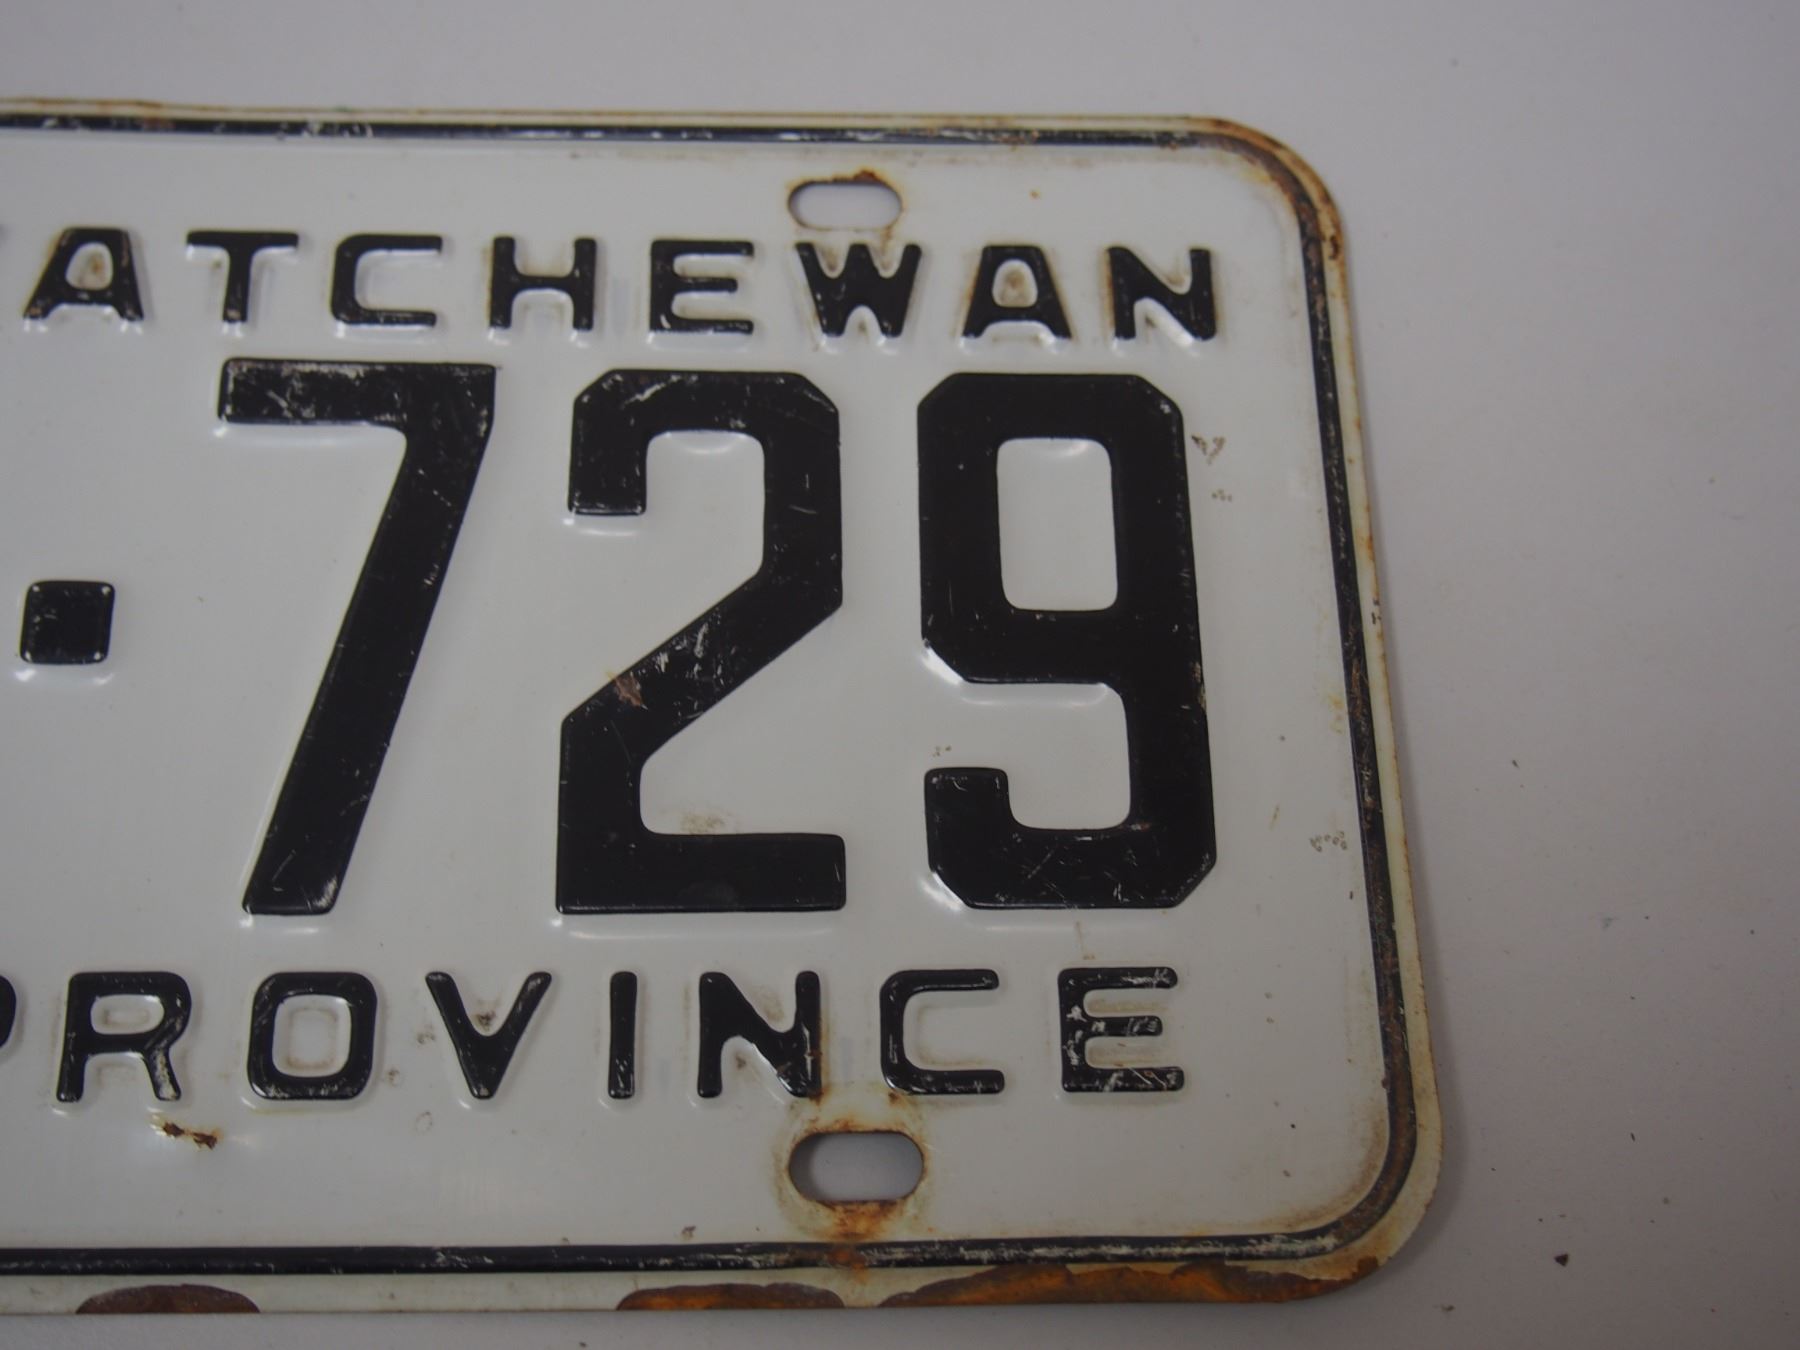 ATCHEWAN
·729
PROVINCE